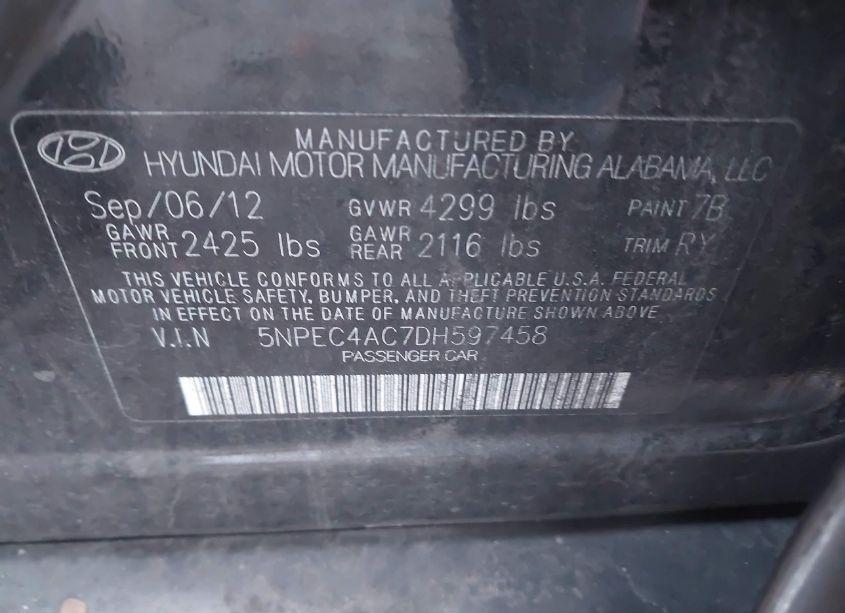 MANUFACTURED BY
HYUNDAI MOTOR MANUFACTURING ALABAMA, LLC
Sep/06/12 GVWR 4299 lbs PAINT 7B
GAWR FRONT 2425 lbs GAWR REAR 2116 lbs TRIM RY
THIS VEHICLE CONFORMS TO ALL APPLICABLE U.S.A. FEDERAL
MOTOR VEHICLE SAFETY, BUMPER, AND THEFT PREVENTION STANDARDS
IN EFFECT ON THE DATE OF MANUFACTURE SHOWN ABOVE
V.I.N 5NPEC4AC7DH597458
PASSENGER CAR